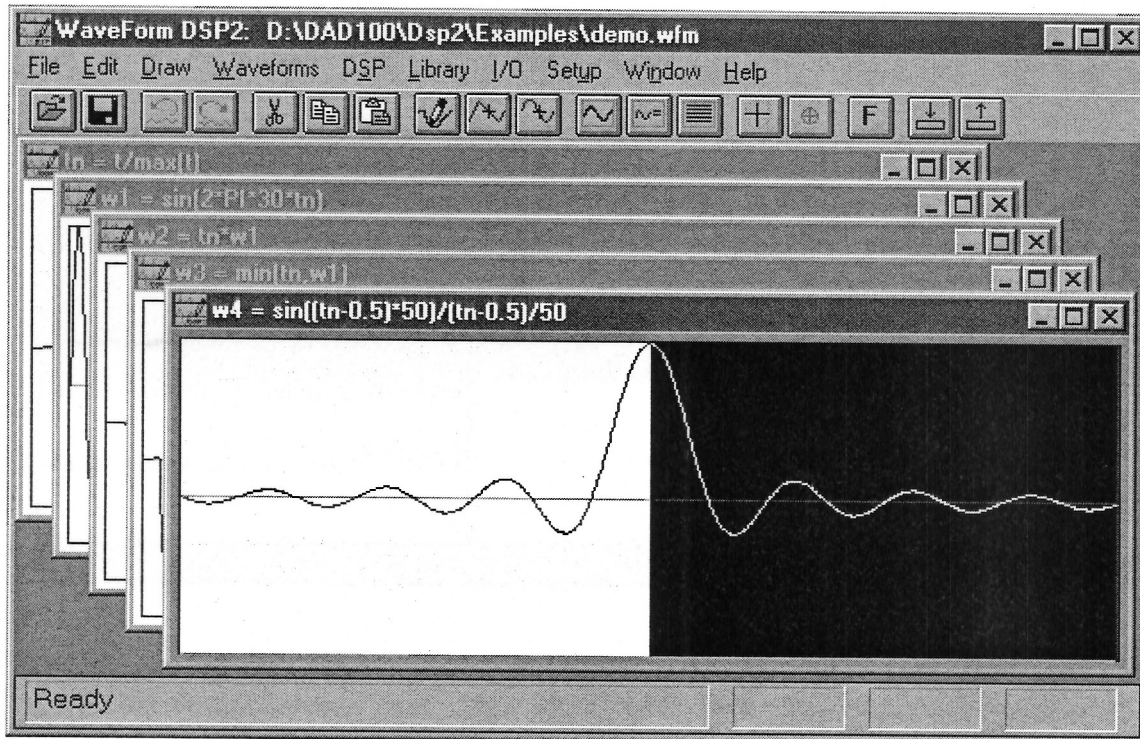 WaveForm DSP2: D:\DAD100\Dsp2\Examples\demo.wfm
File Edit Draw Waveforms DSP Library I/O Setup Window Help
F
tn = t/max(t)
w1 = sin(2*PI*30*tn)
w2 = tn*w1
w3 = min(tn,w1)
w4 = sin((tn-0.5)*50)/(tn-0.5)/50
Ready